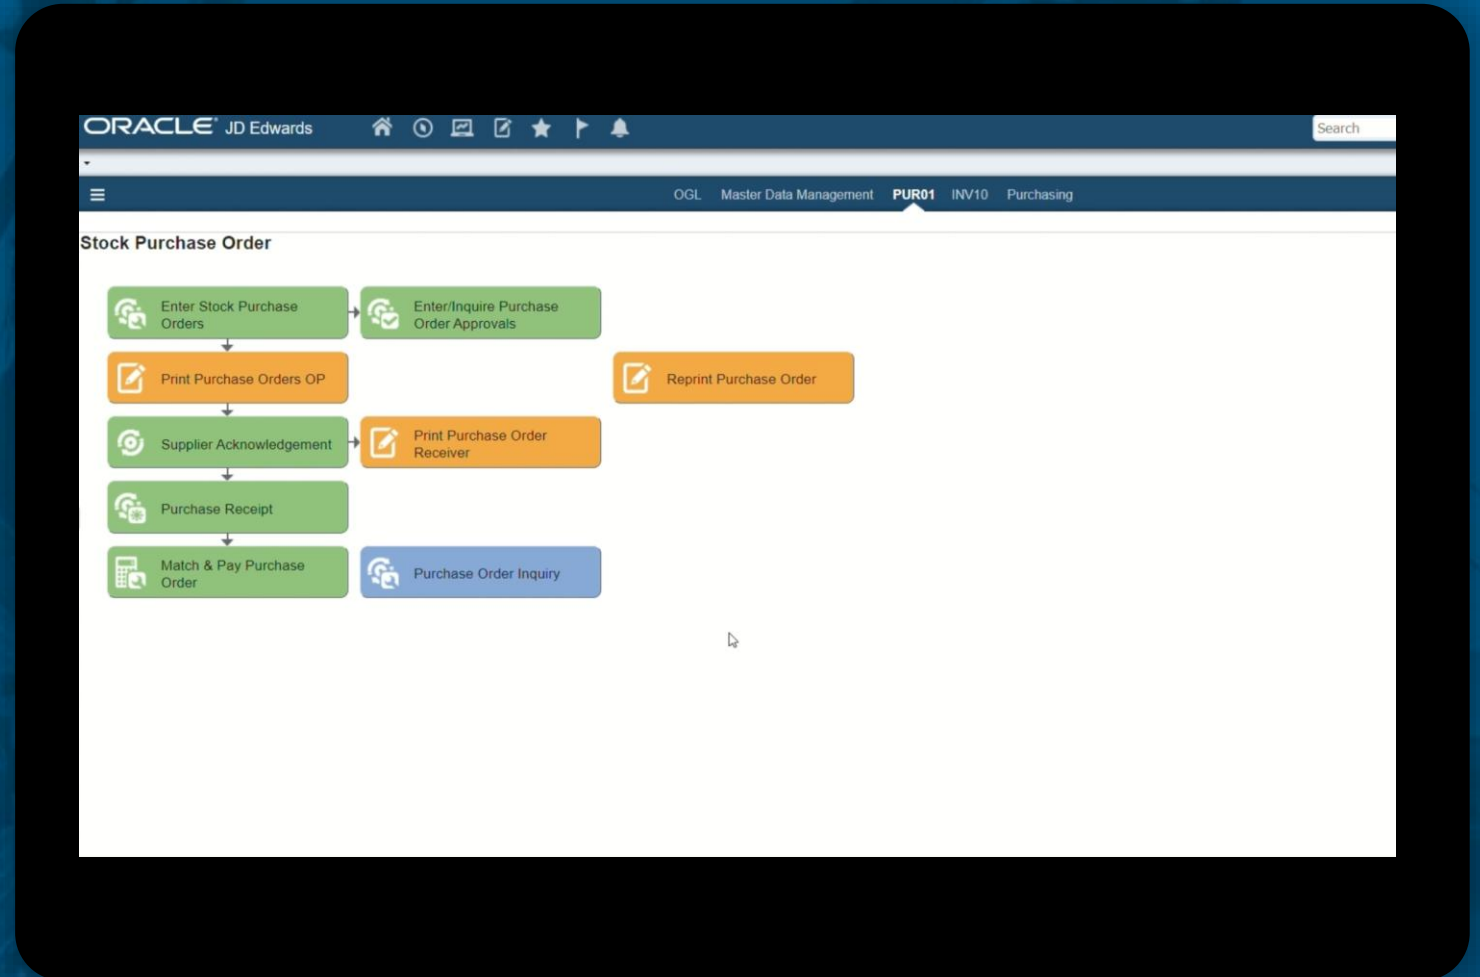 ORACLE JD Edwards
Search
OGL Master Data Management PUR01 INV10 Purchasing
Stock Purchase Order
Enter Stock Purchase
Orders
Enter/Inquire Purchase
Order Approvals
Print Purchase Orders OP
Reprint Purchase Order
Supplier Acknowledgement
Print Purchase Order
Receiver
Purchase Receipt
Match & Pay Purchase
Order
Purchase Order Inquiry